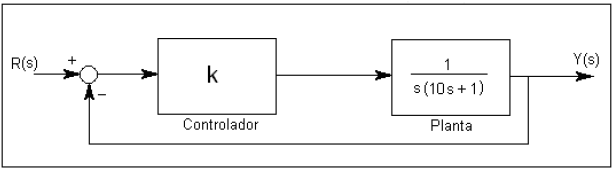 R(s)
+
−
k
Controlador
1
s(10s+1)
Planta
Y(s)